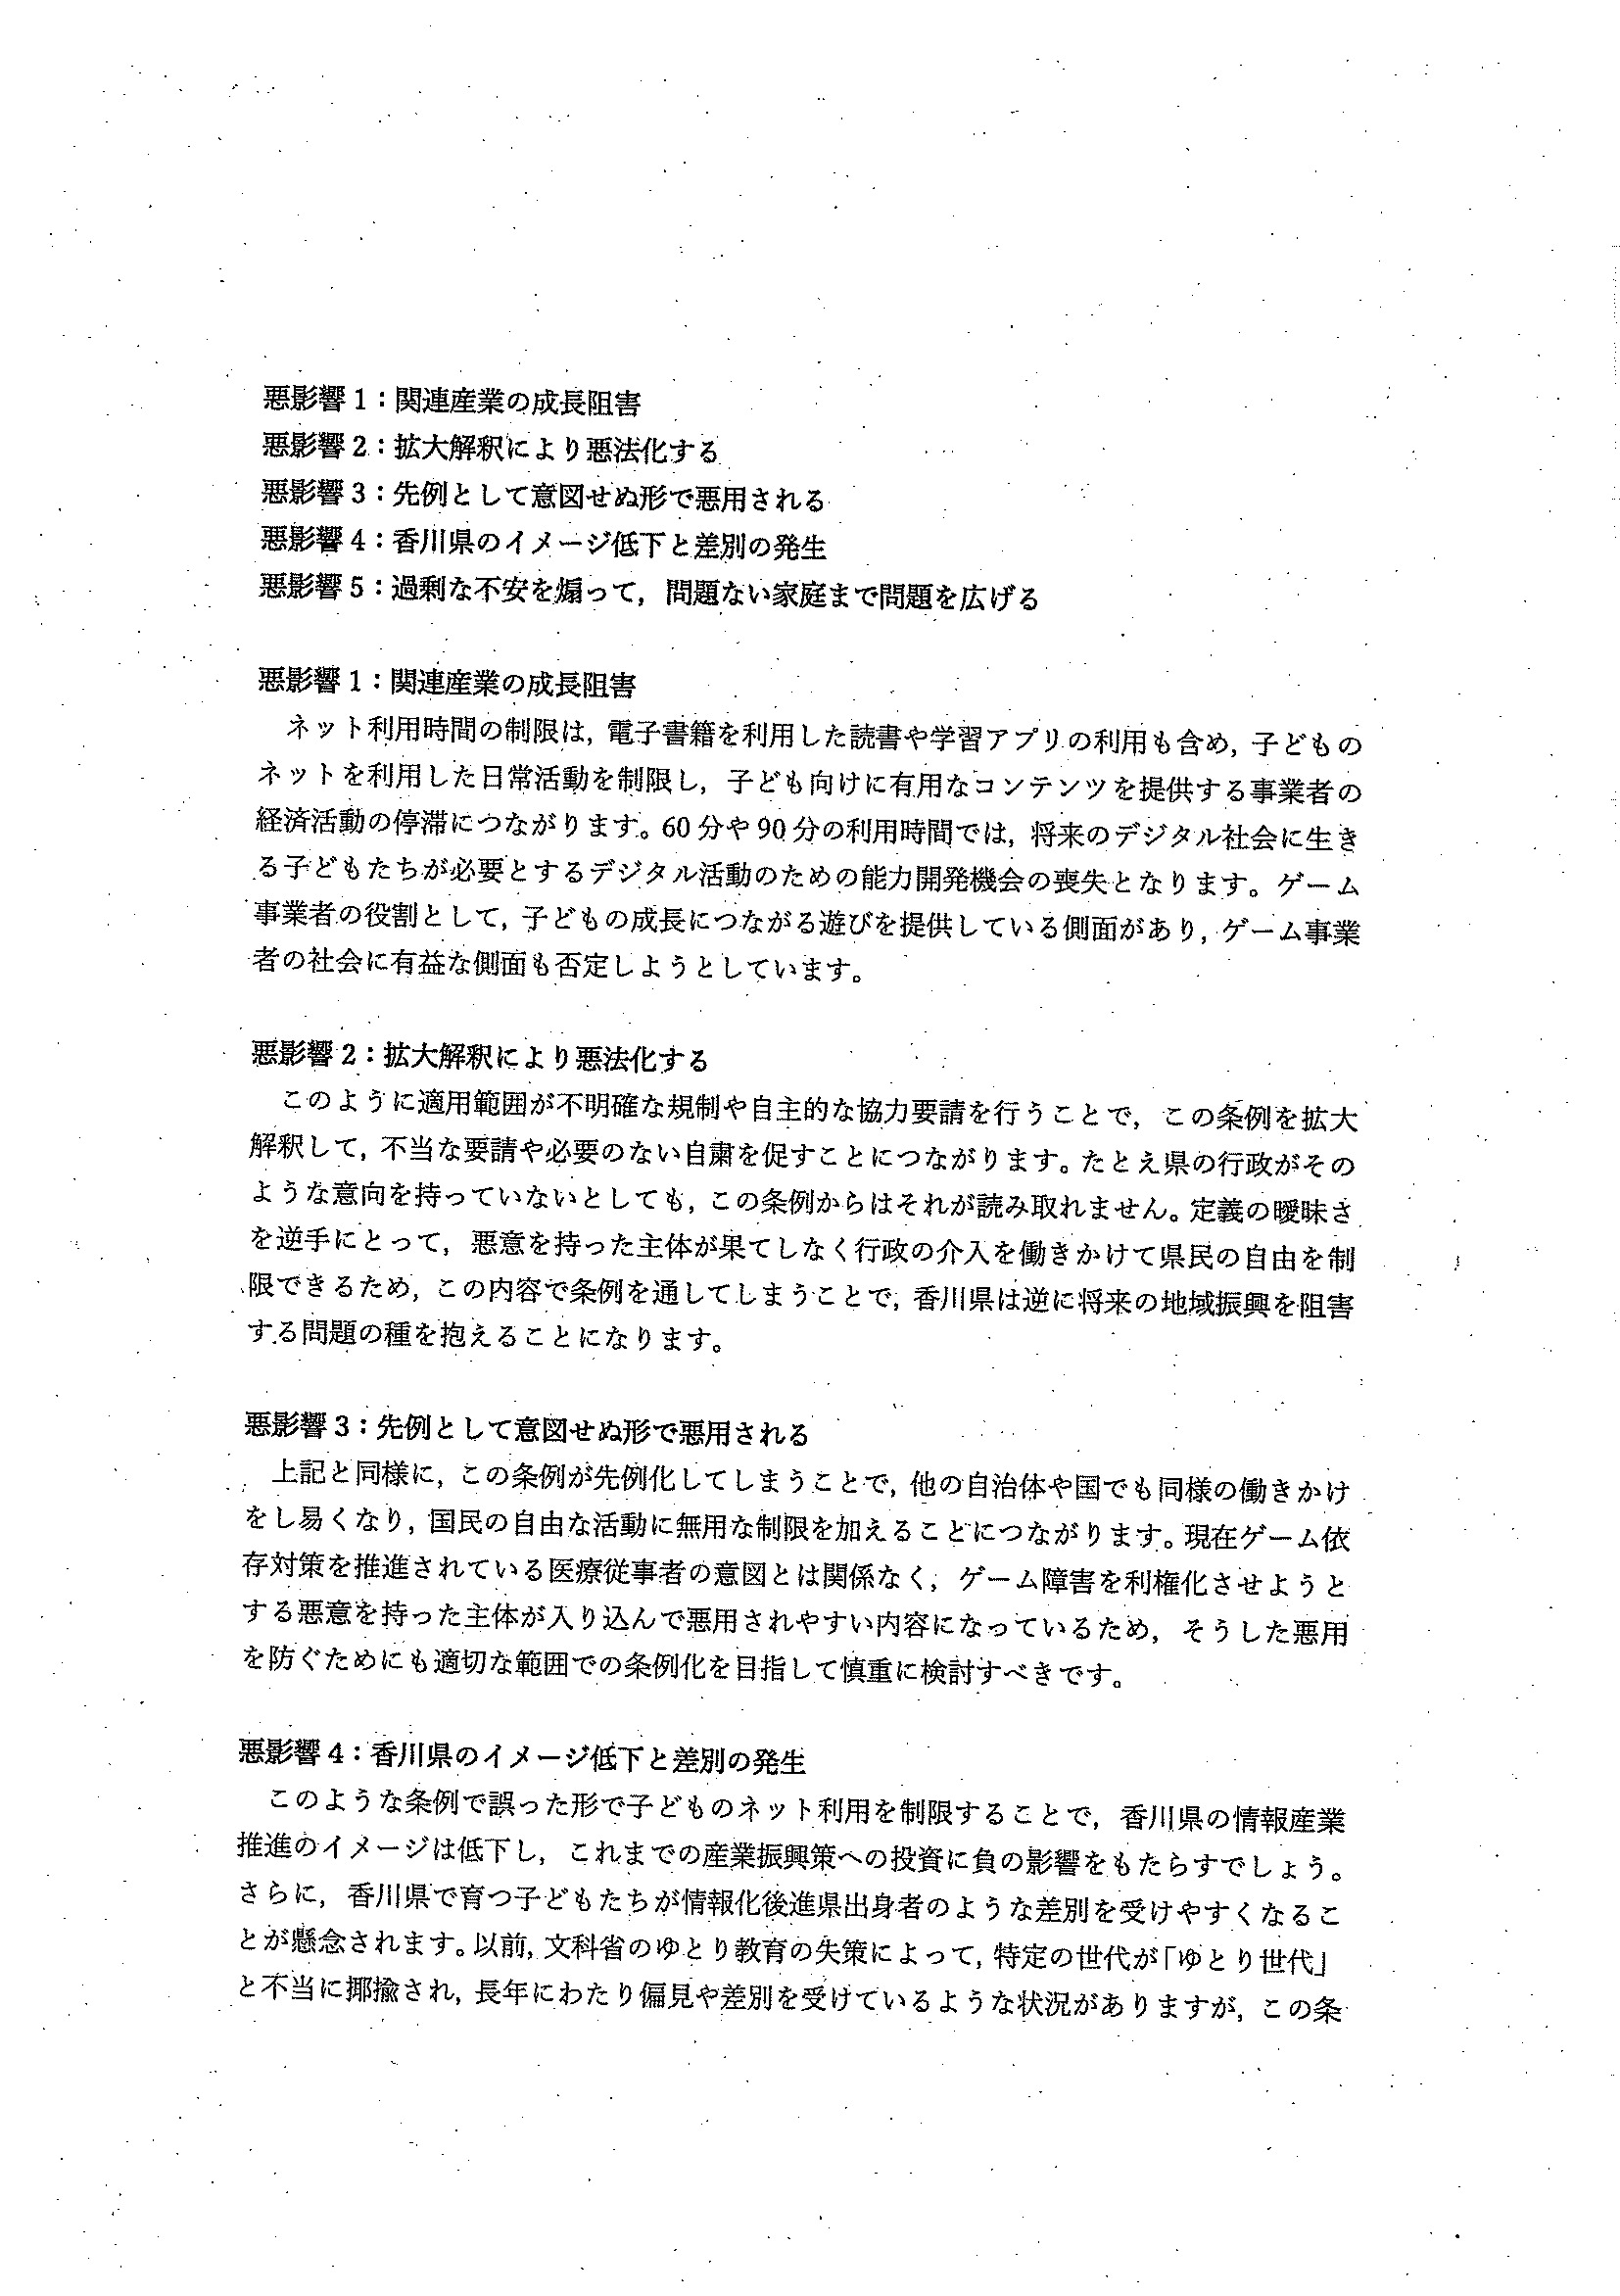 悪影響1：関連産業の成長阻害
悪影響2：拡大解釈により悪法化する
悪影響3：先例として意図せぬ形で悪用される
悪影響4：香川県のイメージ低下と差別の発生
悪影響5：過剰な不安を煽って，問題ない家庭まで問題を広げる
悪影響1：関連産業の成長阻害
ネット利用時間の制限は，電子書籍を利用した読書や学習アプリの利用も含め，子どもの
ネットを利用した日常活動を制限し，子ども向けに有用なコンテンツを提供する事業者の
経済活動の停滞につながります。60分や90分の利用時間では，将来のデジタル社会に生き
る子どもたちが必要とするデジタル活動のための能力開発機会の喪失となります。ゲーム
事業者の役割として，子どもの成長につながる遊びを提供している側面があり，ゲーム事業
者の社会に有益な側面も否定しようとしています。
悪影響2：拡大解釈により悪法化する
このように適用範囲が不明確な規制や自主的な協力要請を行うことで，この条例を拡大
解釈して，不当な要請や必要のない自粛を促すことにつながります。たとえ県の行政がその
ような意向を持っていないとしても，この条例からはそれが読み取れません。定義の曖昧さ
を逆手にとって，悪意を持った主体が果てしなく行政の介入を働きかけて県民の自由を制
限できるため，この内容で条例を通してしまうことで，香川県は逆に将来の地域振興を阻害
する問題の種を抱えることになります。
悪影響3：先例として意図せぬ形で悪用される
上記と同様に，この条例が先例化してしまうことで，他の自治体や国でも同様の働きかけ
をし易くなり，国民の自由な活動に無用な制限を加えることにつながります。現在ゲーム依
存対策を推進されている医療従事者の意図とは関係なく，ゲーム障害を利権化させようと
する悪意を持った主体が入り込んで悪用されやすい内容になっているため，そうした悪用
を防ぐためにも適切な範囲での条例化を目指して慎重に検討すべきです。
悪影響4：香川県のイメージ低下と差別の発生
このような条例で誤った形で子どものネット利用を制限することで，香川県の情報産業
推進のイメージは低下し，これまでの産業振興策への投資に負の影響をもたらすでしょう。
さらに，香川県で育つ子どもたちが情報化後進県出身者のような差別を受けやすくなるこ
とが懸念されます。以前，文科省のゆとり教育の失策によって，特定の世代が「ゆとり世代」
と不当に揶揄され，長年にわたり偏見や差別を受けているような状況がありますが，この条